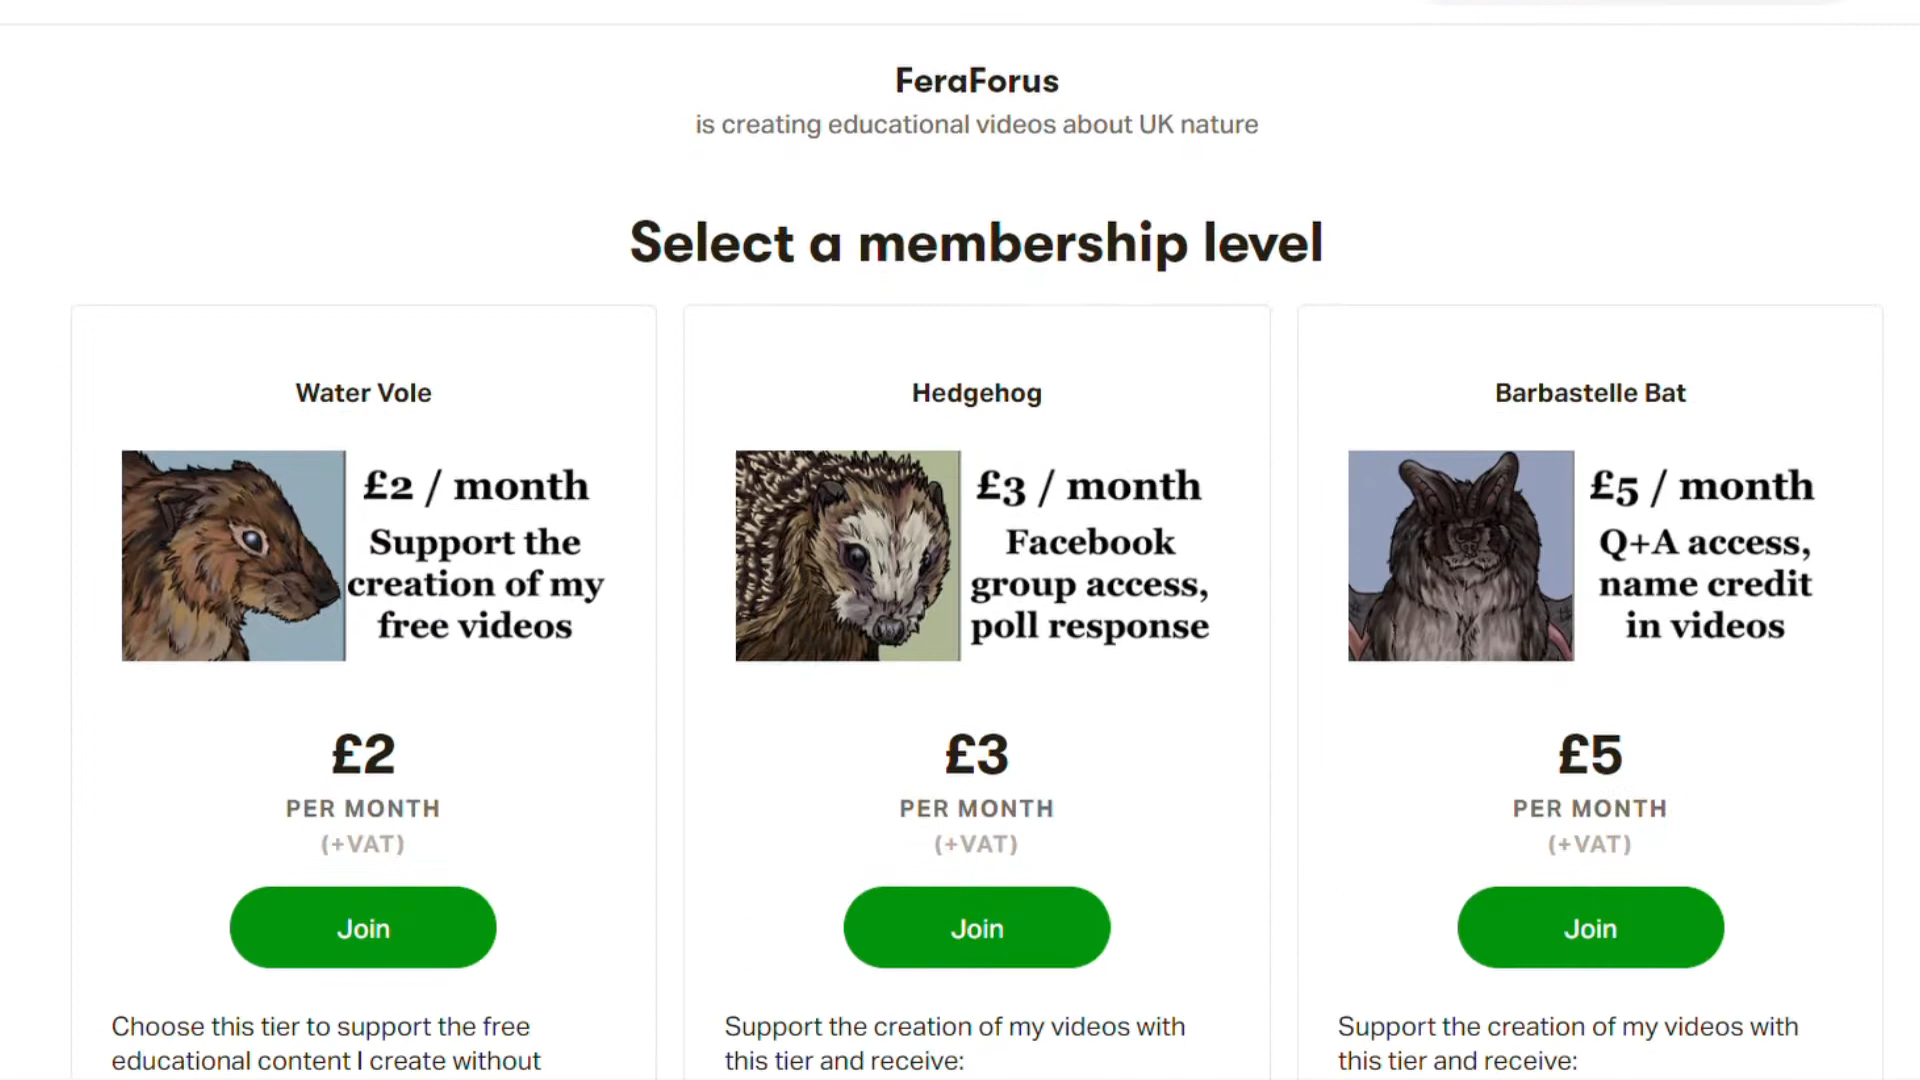 FeraForus
is creating educational videos about UK nature
Select a membership level
Water Vole
£2 / month
Support the
creation of my
free videos
£2
PER MONTH
(+VAT)
Join
Choose this tier to support the free
educational content I create without
Hedgehog
£3 / month
Facebook
group access,
poll response
£3
PER MONTH
(+VAT)
Join
Support the creation of my videos with
this tier and receive:
Barbastelle Bat
£5 / month
Q+A access,
name credit
in videos
£5
PER MONTH
(+VAT)
Join
Support the creation of my videos with
this tier and receive: